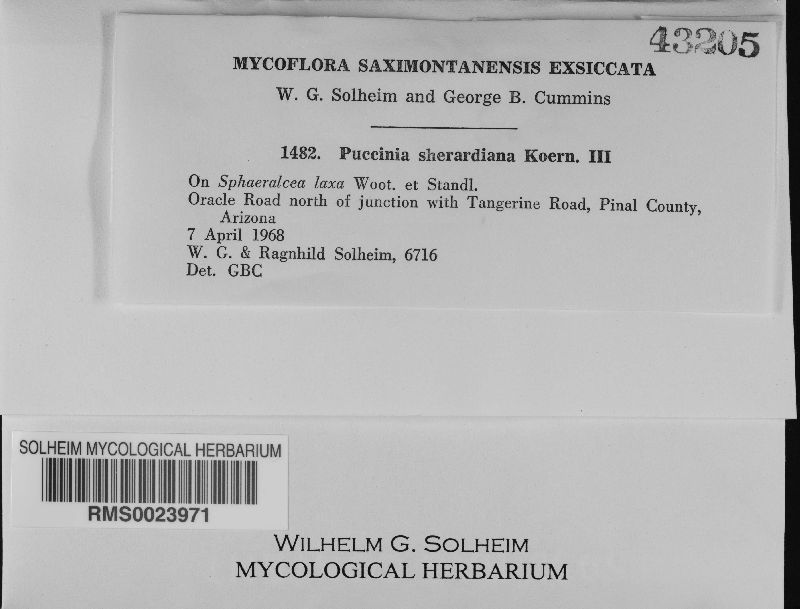 43205
MYCOFLORA SAXIMONTANENSIS EXSICCATA
W. G. Solheim and George B. Cummins
1482. Puccinia sherardiana Koern. III
On Sphaeralcea laxa Woot. et Standl.
Oracle Road north of junction with Tangerine Road, Pinal County,
Arizona
7 April 1968
W. G. & Ragnhild Solheim, 6716
Det. GBC
SOLHEIM MYCOLOGICAL HERBARIUM
RMS0023971
WILHELM G. SOLHEIM
MYCOLOGICAL HERBARIUM